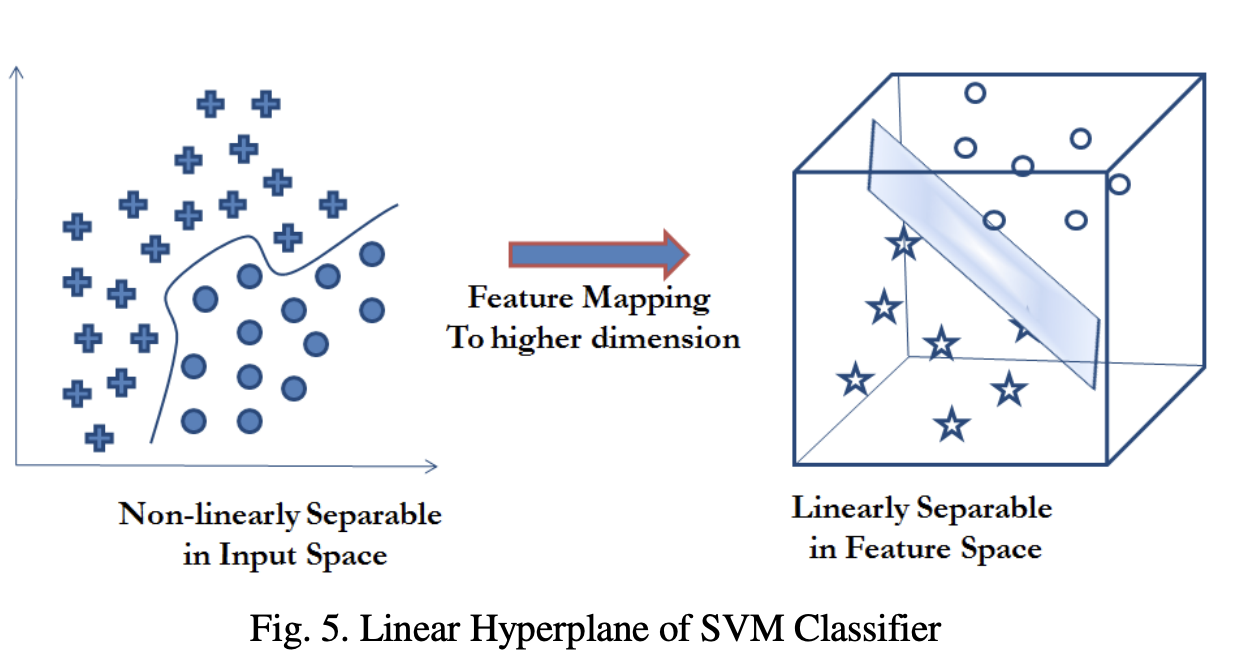 Feature Mapping
To higher dimension
Non-linearly Separable
in Input Space
Linearly Separable
in Feature Space
Fig. 5. Linear Hyperplane of SVM Classifier